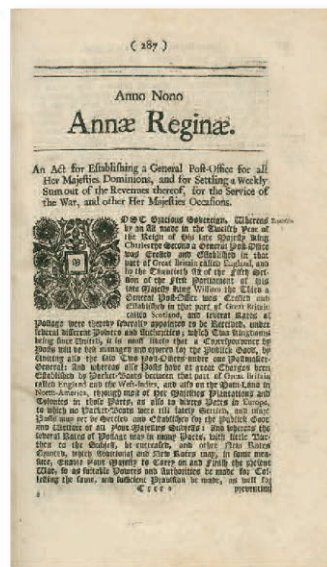 ( 287 )
Anno Nono
Annæ Reginæ.
An Act for Establishing a General Post-Office for all
Her Majesties Dominions, and for Settling a Weekly
Sum out of the Revenues thereof, for the Service of
the War, and other Her Majesties Occasions.
MOST Gracious Sovereign, Whereas
by an Act made in the Twelfth Year of
the Reign of His late Majesty King
Charles the Second a General Post-Office
was Erected and Established in that
part of Great Britain called England, and
by the Twentieth Act of the Fifth Ses-
sion of the First Parliament of His
late Majesty King William the Third a
General Post-Office was Erected and
Established in that part of Great Britain
called Scotland, and several Rates of
Postage were thereby severally appointed to be Received, under
several different Powers and Authorities; which Two Kingdoms
being since United, it is most likely that a Correspondency by
Posts will be best managed and ordered for the Publick Good, by
Uniting also the said Two Post-Offices under one Postmaster-
General: And whereas also Posts have at great Charges been
Established by Packet-Boats between that part of Great Britain
called England and the West-Indies, and also on the Main-Land in
North-America, through most of Her Majesties Plantations and
Colonies in those Parts, as also to divers Parts in Europe,
to which no Packet-Boats were till lately Settled, and more
Posts may yet be Settled and Established for the Publick Good
and Welfare of all Your Majesties Subjects: And whereas the
several Rates of Postage may in many Parts, with little Bur-
then to the Subject, be encreased, and other New Rates
Granted, which Additional and New Rates may, in some mea-
sure, Enable Your Majesty to Carry on and Finish the present
War, so as suitable Powers and Authorities be made for Col-
lecting the same, and sufficient Provision be made, as well for
C c c c
prevention